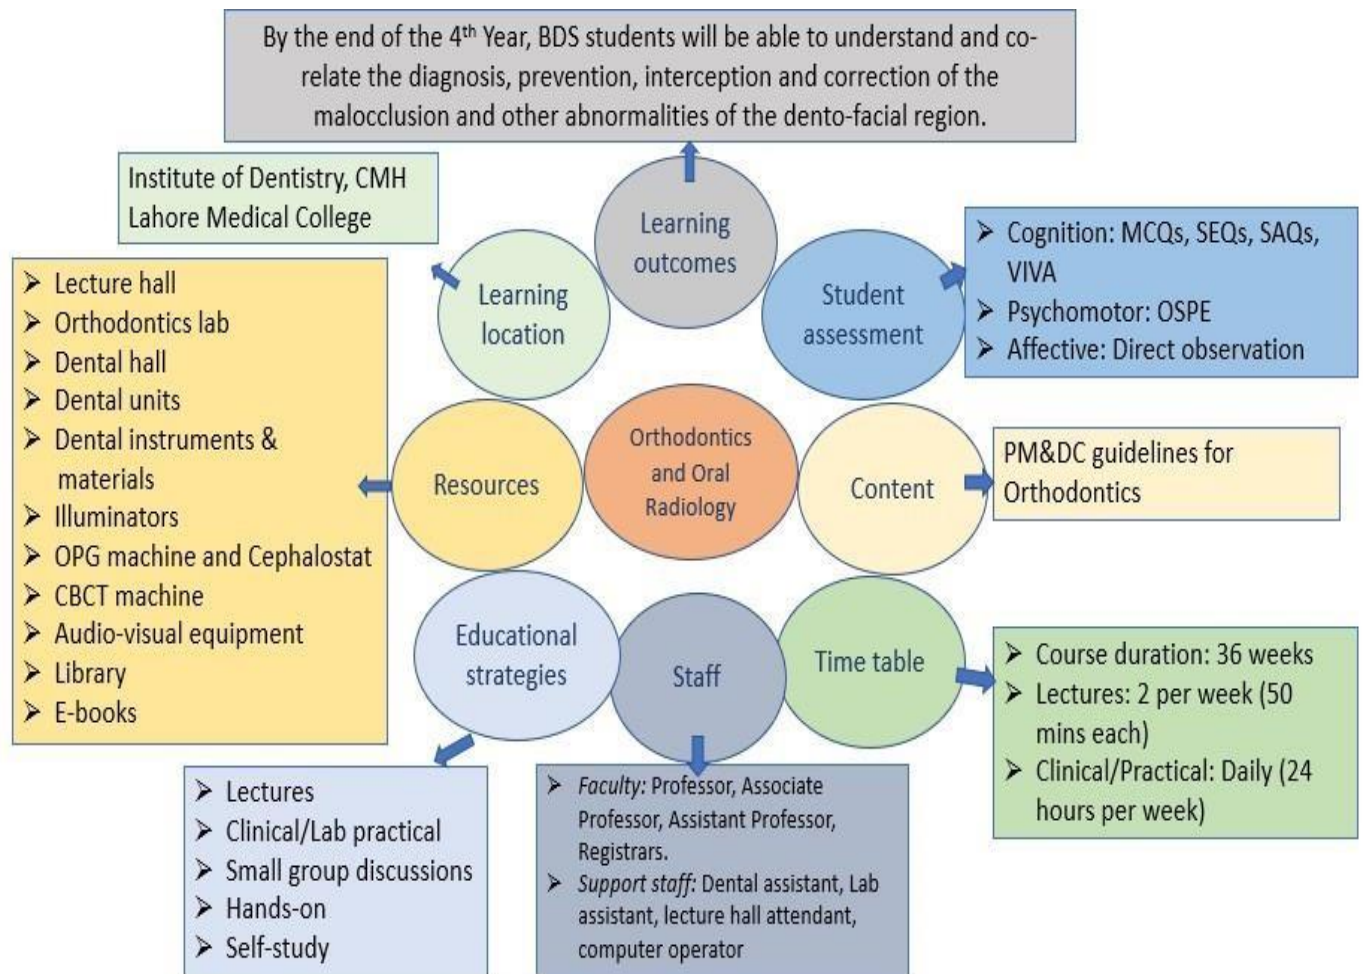 By the end of the 4th Year, BDS students will be able to understand and co-
relate the diagnosis, prevention, interception and correction of the
malocclusion and other abnormalities of the dento-facial region.
Institute of Dentistry, CMH
Lahore Medical College
Learning
outcomes
Learning
location
Student
assessment
➢ Cognition: MCQs, SEQs, SAQs,
VIVA
➢ Psychomotor: OSPE
➢ Affective: Direct observation
➢ Lecture hall
➢ Orthodontics lab
➢ Dental hall
➢ Dental units
➢ Dental instruments &
materials
➢ Illuminators
➢ OPG machine and Cephalostat
➢ CBCT machine
➢ Audio-visual equipment
➢ Library
➢ E-books
Resources
Orthodontics
and Oral
Radiology
Content
PM&DC guidelines for
Orthodontics
Educational
strategies
Staff
Time table
➢ Course duration: 36 weeks
➢ Lectures: 2 per week (50
mins each)
➢ Clinical/Practical: Daily (24
hours per week)
➢ Lectures
➢ Clinical/Lab practical
➢ Small group discussions
➢ Hands-on
➢ Self-study
➢ Faculty: Professor, Associate
Professor, Assistant Professor,
Registrars.
➢ Support staff: Dental assistant, Lab
assistant, lecture hall attendant,
computer operator